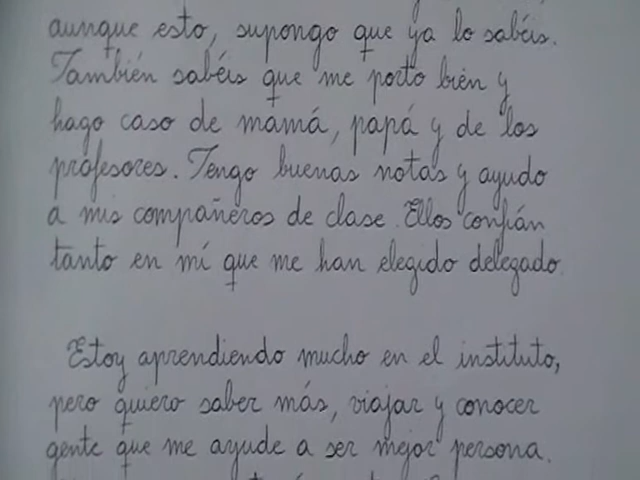 aunque esto, supongo que ya lo sabéis.
También sabéis que me porto bien y
hago caso de mamá, papá y de los
profesores. Tengo buenas notas y ayudo
a mis compañeros de clase. Ellos confían
tanto en mí que me han elegido delegado.
Estoy aprendiendo mucho en el instituto,
pero quiero saber más, viajar y conocer
gente que me ayude a ser mejor persona.